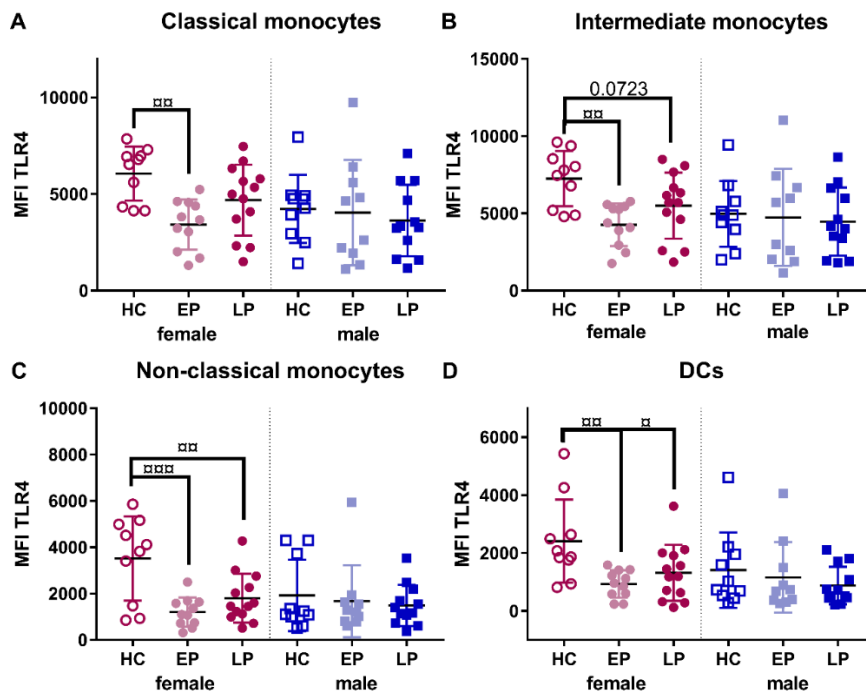 A Classical monocytes
¤¤
MFI TLR4
10000
5000
0
HC EP LP HC EP LP
female male
B Intermediate monocytes
0.0723
¤¤
MFI TLR4
15000
10000
5000
0
HC EP LP HC EP LP
female male
C Non-classical monocytes
¤¤
¤¤¤
MFI TLR4
10000
8000
6000
4000
2000
0
HC EP LP HC EP LP
female male
D DCs
¤¤ ¤
MFI TLR4
6000
4000
2000
0
HC EP LP HC EP LP
female male